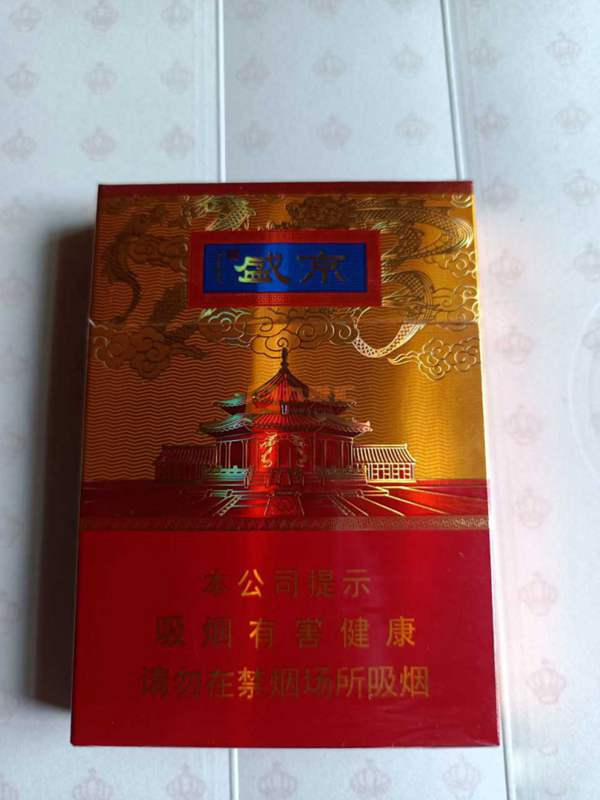 盛京
本公司提示
吸烟有害健康
请勿在禁烟场所吸烟